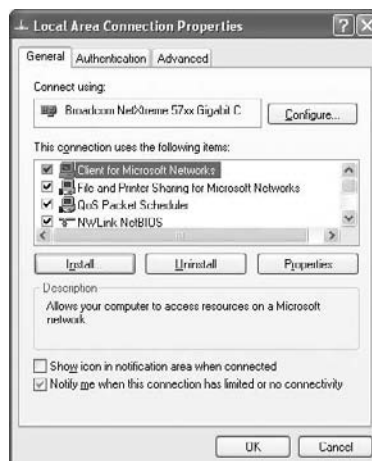 Local Area Connection Properties
General Authentication Advanced
Connect using:
Broadcom NetXtreme 57xx Gigabit C
Configure...
This connection uses the following items:
Client for Microsoft Networks
File and Printer Sharing for Microsoft Networks
QoS Packet Scheduler
NWLink NetBIOS
Install... Uninstall Properties
Description
Allows your computer to access resources on a Microsoft
network.
Show icon in notification area when connected
Notify me when this connection has limited or no connectivity
OK Cancel